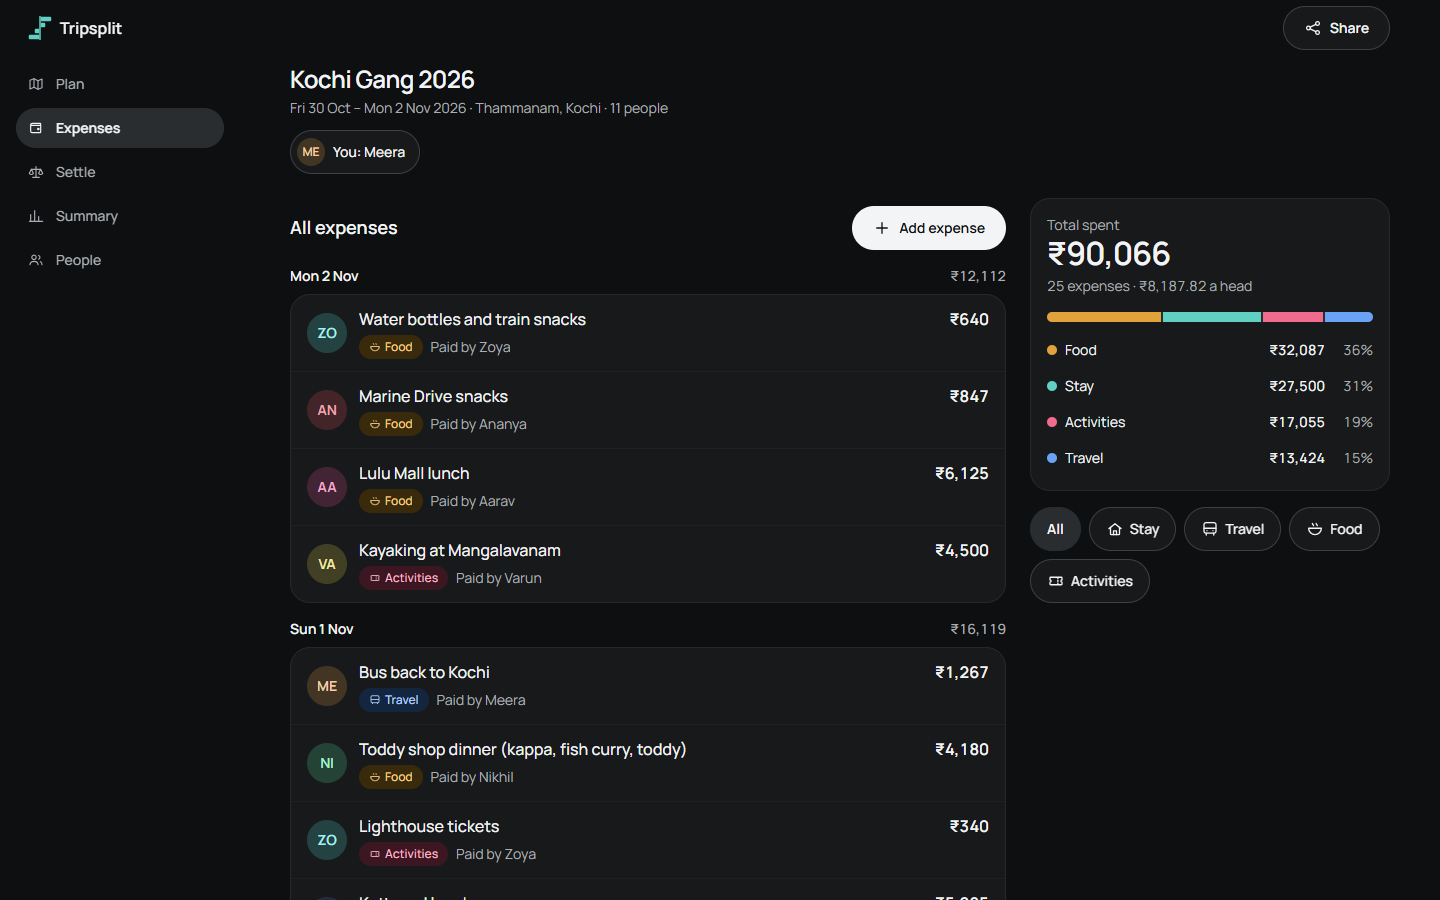 Tripsplit
Share
Plan
Expenses
Settle
Summary
People
Kochi Gang 2026
Fri 30 Oct – Mon 2 Nov 2026 · Thammanam, Kochi · 11 people
ME You: Meera
All expenses
Add expense
Mon 2 Nov ₹12,112
ZO Water bottles and train snacks ₹640
Food Paid by Zoya
AN Marine Drive snacks ₹847
Food Paid by Ananya
AA Lulu Mall lunch ₹6,125
Food Paid by Aarav
VA Kayaking at Mangalavanam ₹4,500
Activities Paid by Varun
Sun 1 Nov ₹16,119
ME Bus back to Kochi ₹1,267
Travel Paid by Meera
NI Toddy shop dinner (kappa, fish curry, toddy) ₹4,180
Food Paid by Nikhil
ZO Lighthouse tickets ₹340
Activities Paid by Zoya
Total spent
₹90,066
25 expenses · ₹8,187.82 a head
Food ₹32,087 36%
Stay ₹27,500 31%
Activities ₹17,055 19%
Travel ₹13,424 15%
All Stay Travel Food
Activities